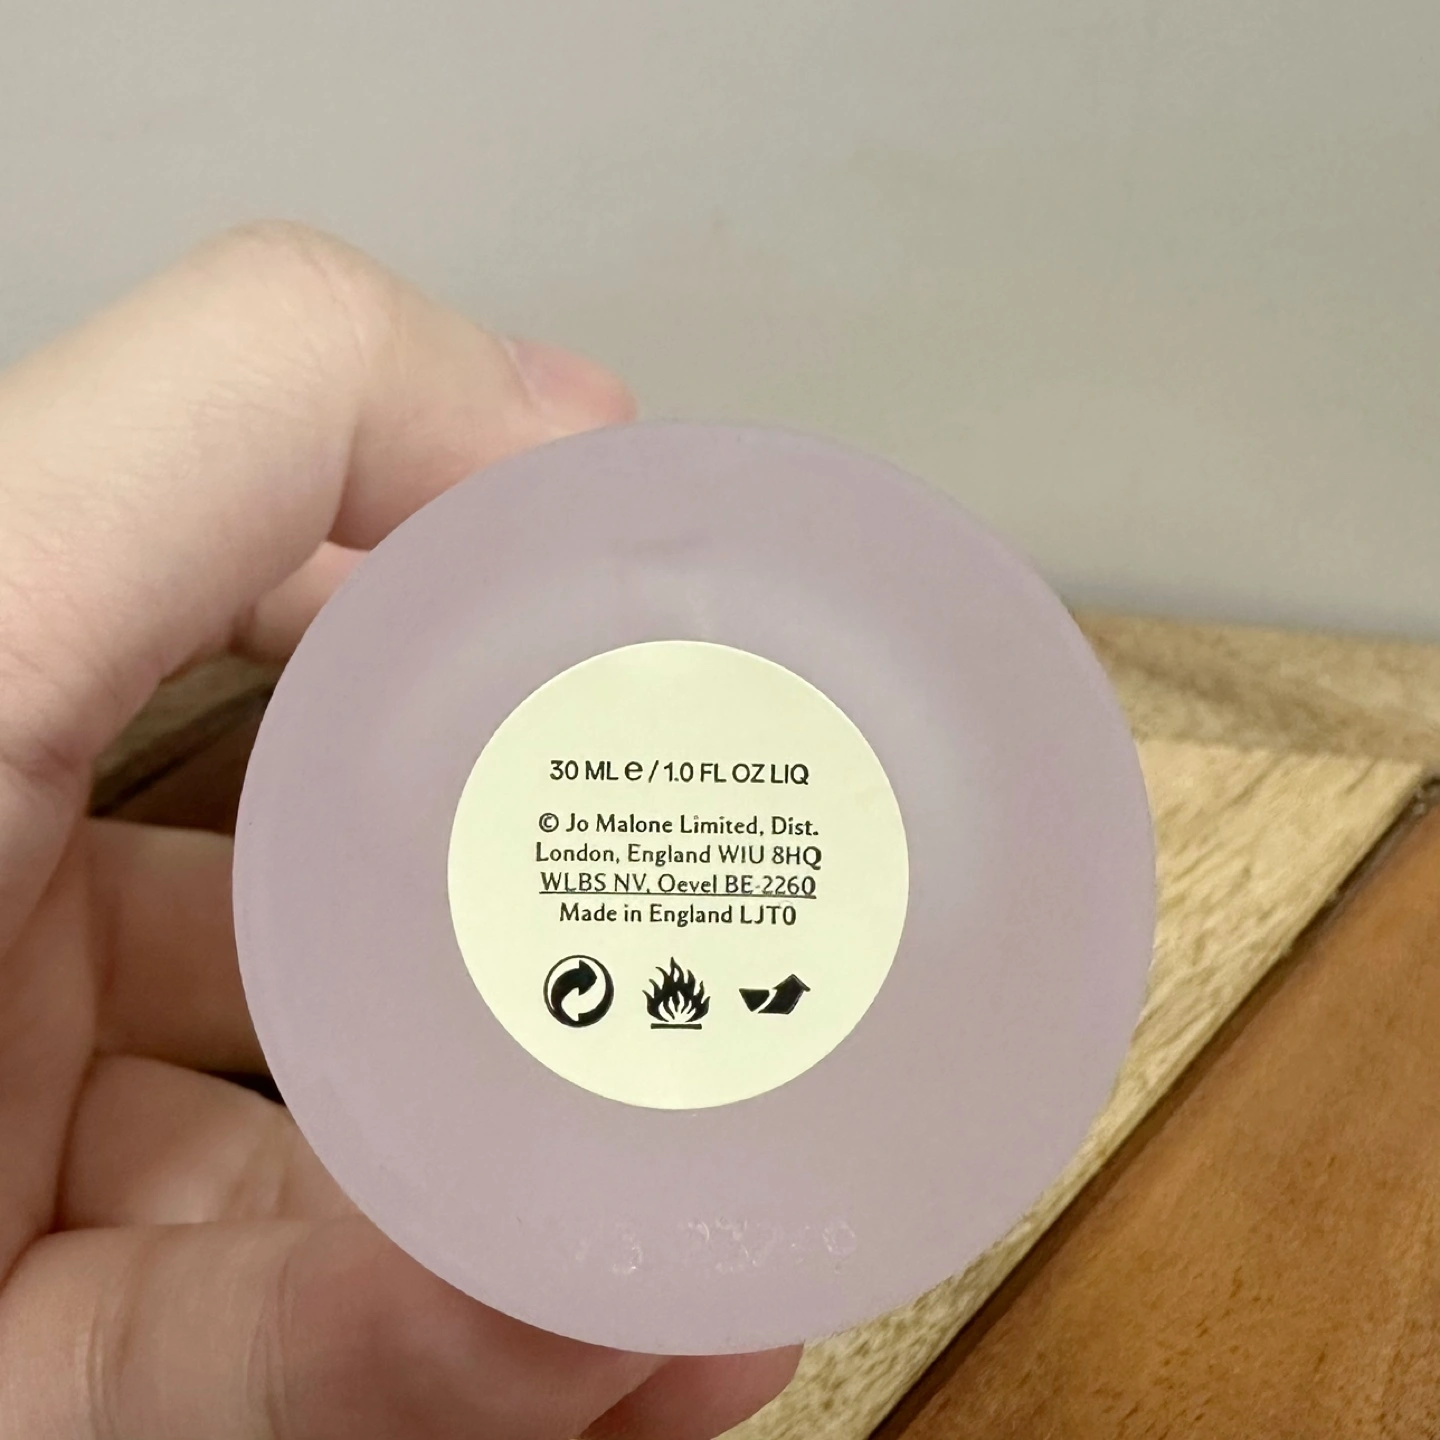 30 ML ℮ / 1.0 FL OZ LIQ
© Jo Malone Limited, Dist.
London, England W1U 8HQ
WLBS NV, Oevel BE-2260
Made in England LJT0